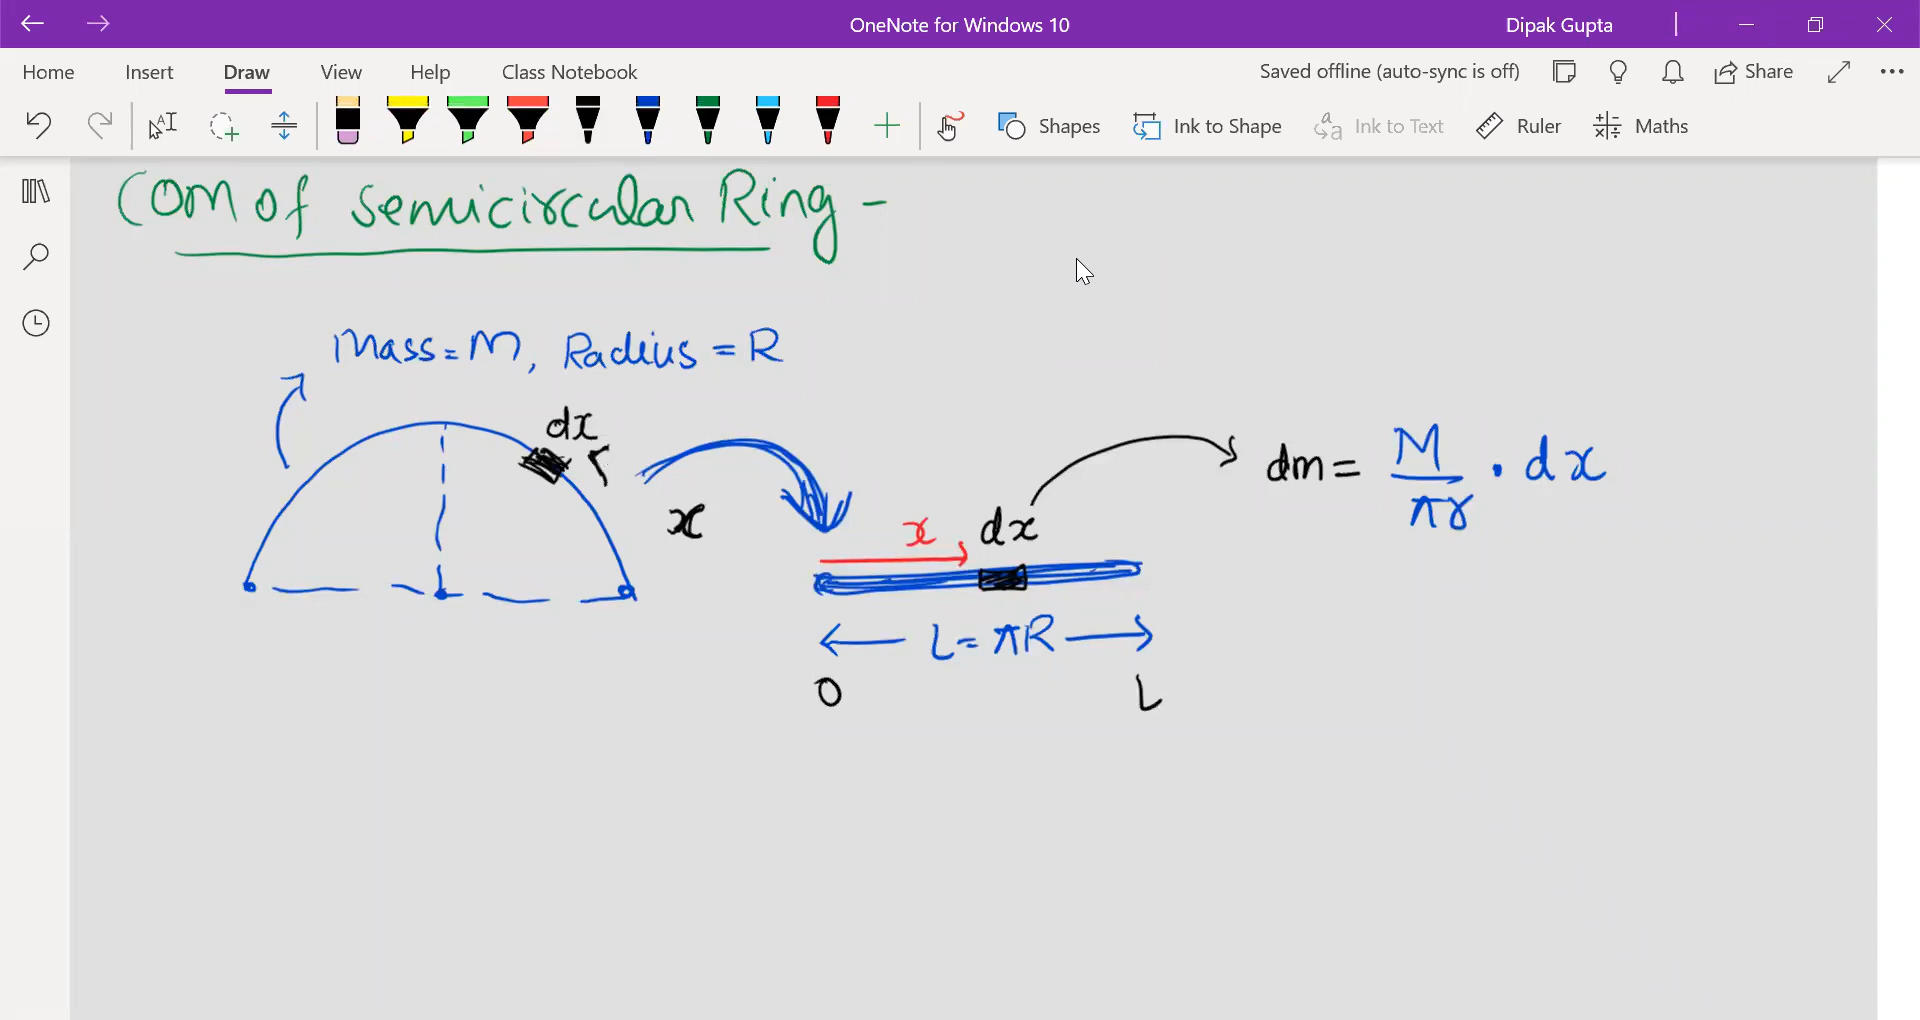 OneNote for Windows 10
Dipak Gupta
Home Insert Draw View Help Class Notebook
Saved offline (auto-sync is off) Share
Shapes Ink to Shape Ink to Text Ruler Maths
COM of semicircular Ring -
Mass = M, Radius = R
dx
x
x dx
dm = M/πr · dx
L = πR
O L